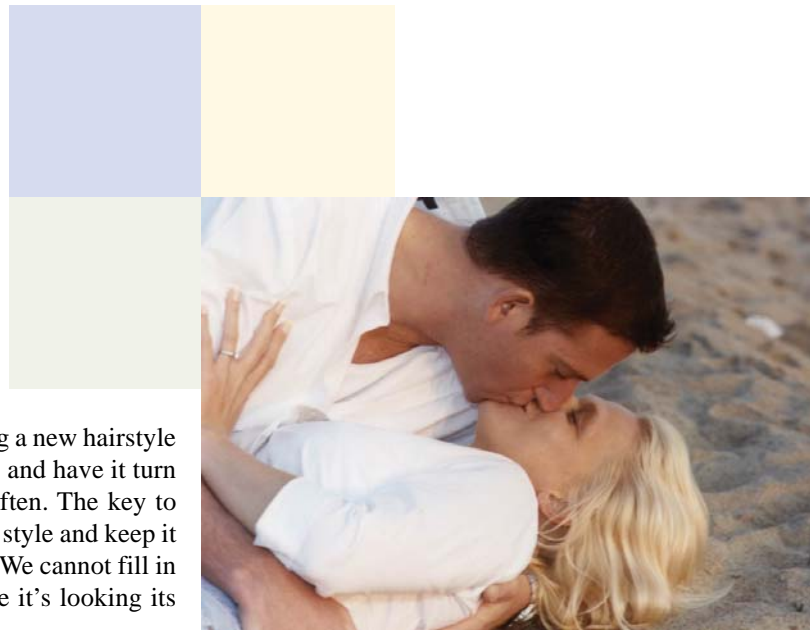 g a new hairstyle
and have it turn
ften. The key to
style and keep it
We cannot fill in
e it's looking its